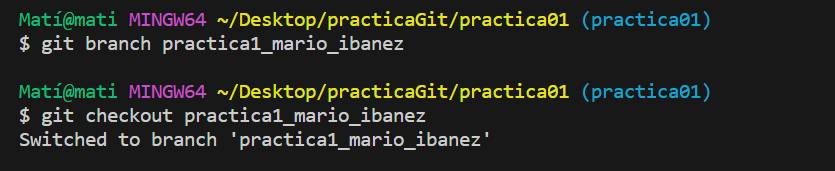 Matí@mati MINGW64 ~/Desktop/practicaGit/practica01 (practica01)
$ git branch practica1_mario_ibanez
Matí@mati MINGW64 ~/Desktop/practicaGit/practica01 (practica01)
$ git checkout practica1_mario_ibanez
Switched to branch 'practica1_mario_ibanez'